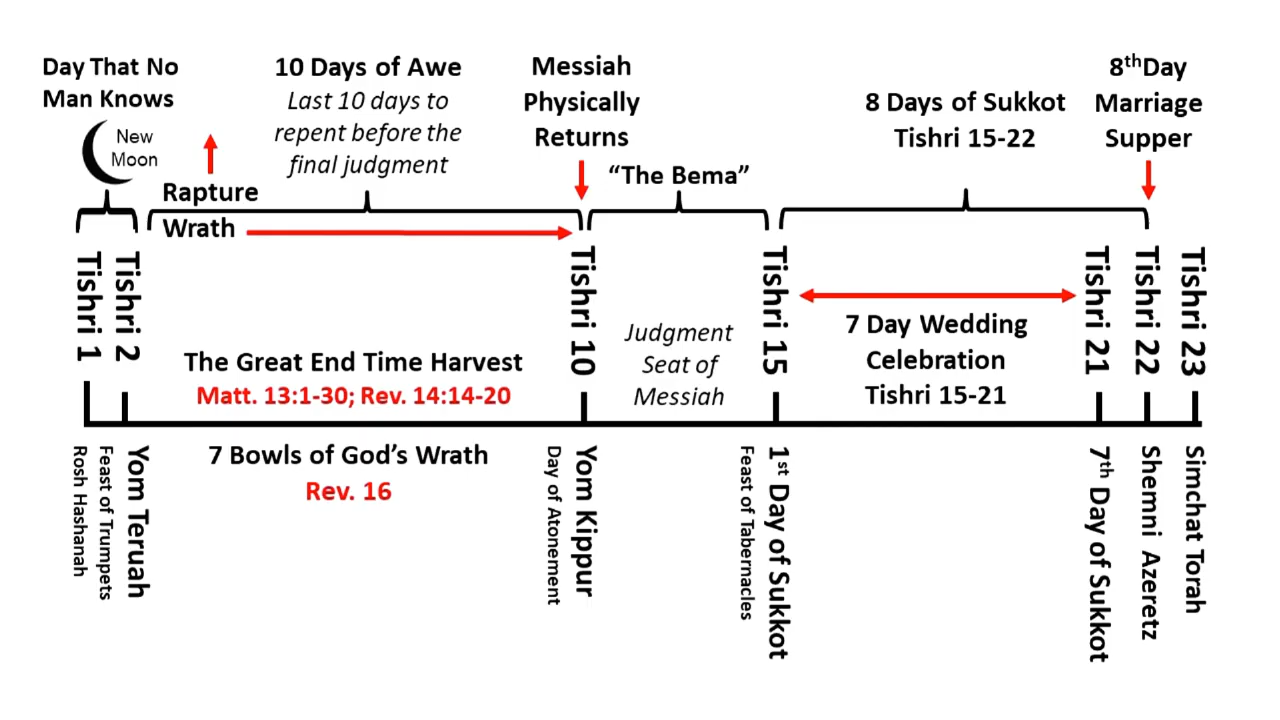 Day That No
Man Knows
New
Moon
Rapture
Wrath
10 Days of Awe
Last 10 days to
repent before the
final judgment
Messiah
Physically
Returns
“The Bema”
8 Days of Sukkot
Tishri 15-22
8thDay
Marriage
Supper
Tishri 1
Tishri 2
Tishri 10
Tishri 15
Tishri 21
Tishri 22
Tishri 23
The Great End Time Harvest
Matt. 13:1-30; Rev. 14:14-20
Judgment
Seat of
Messiah
7 Day Wedding
Celebration
Tishri 15-21
7 Bowls of God’s Wrath
Rev. 16
Yom Teruah
Feast of Trumpets
Rosh Hashanah
Yom Kippur
Day of Atonement
1st Day of Sukkot
Feast of Tabernacles
7th Day of Sukkot
Shemni Azeretz
Simchat Torah